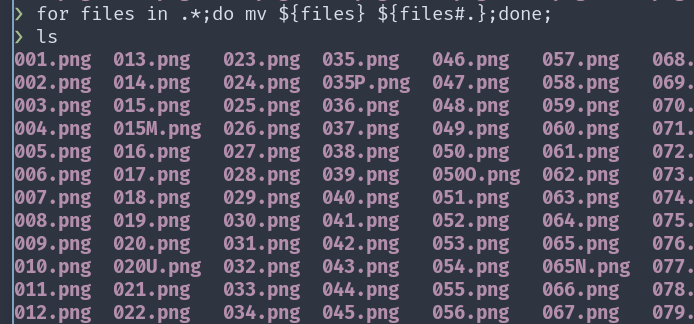 ❯ for files in .*;do mv ${files} ${files#.};done;
❯ ls
001.png 013.png 023.png 035.png 046.png 057.png 068.
002.png 014.png 024.png 035P.png 047.png 058.png 069.
003.png 015.png 025.png 036.png 048.png 059.png 070.
004.png 015M.png 026.png 037.png 049.png 060.png 071.
005.png 016.png 027.png 038.png 050.png 061.png 072.
006.png 017.png 028.png 039.png 050O.png 062.png 073.
007.png 018.png 029.png 040.png 051.png 063.png 074.
008.png 019.png 030.png 041.png 052.png 064.png 075.
009.png 020.png 031.png 042.png 053.png 065.png 076.
010.png 020U.png 032.png 043.png 054.png 065N.png 077.
011.png 021.png 033.png 044.png 055.png 066.png 078.
012.png 022.png 034.png 045.png 056.png 067.png 079.